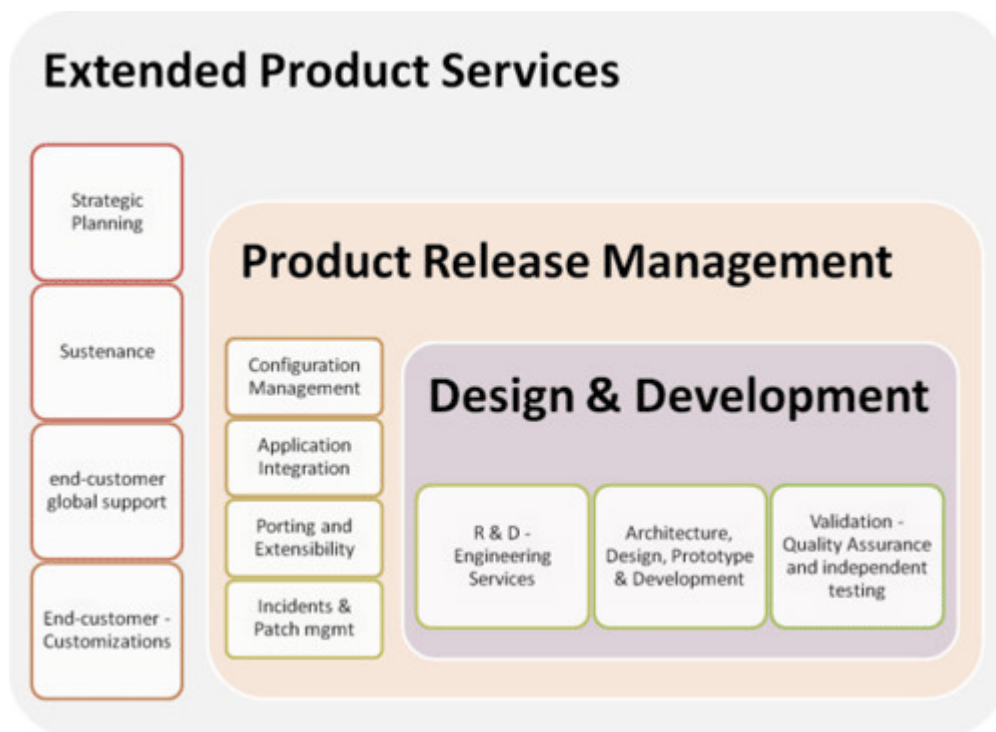 Extended Product Services
Strategic
Planning
Sustenance
end-customer
global support
End-customer -
Customizations
Product Release Management
Configuration
Management
Application
Integration
Porting and
Extensibility
Incidents &
Patch mgmt
Design & Development
R & D -
Engineering
Services
Architecture,
Design, Prototype
& Development
Validation -
Quality Assurance
and independent
testing